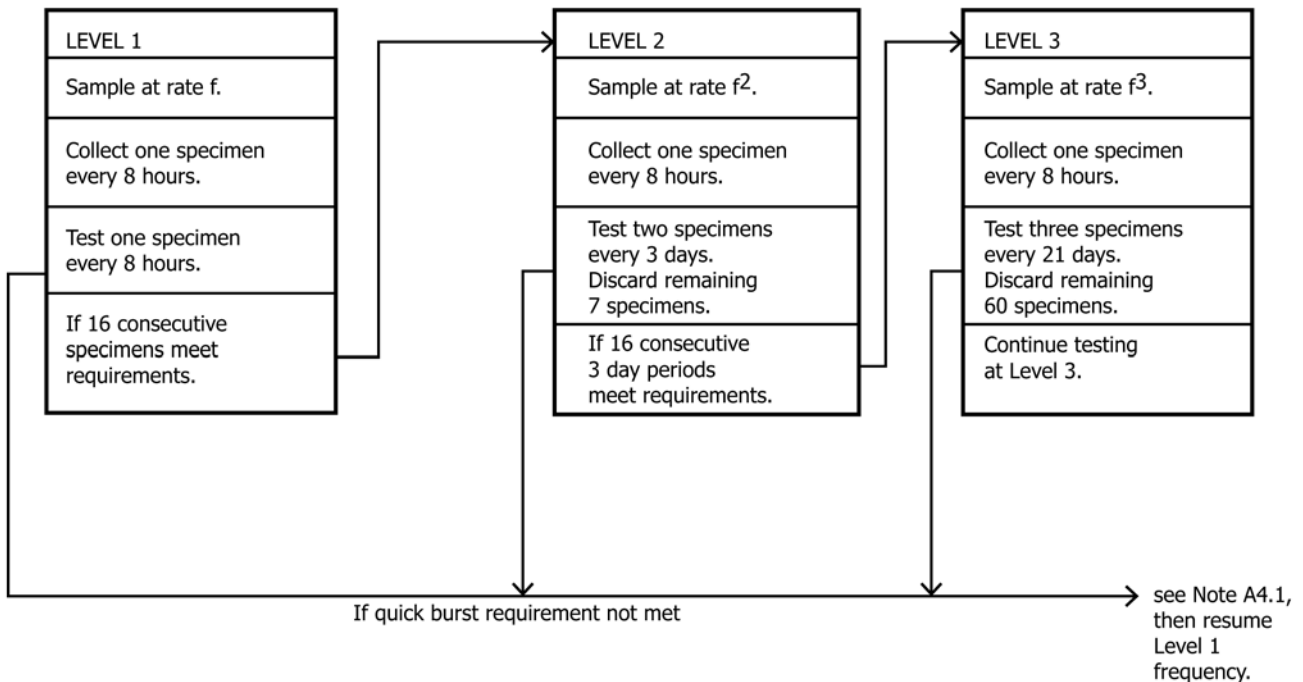 LEVEL 1
Sample at rate f.
Collect one specimen
every 8 hours.
Test one specimen
every 8 hours.
If 16 consecutive
specimens meet
requirements.
LEVEL 2
Sample at rate f².
Collect one specimen
every 8 hours.
Test two specimens
every 3 days.
Discard remaining
7 specimens.
If 16 consecutive
3 day periods
meet requirements.
LEVEL 3
Sample at rate f³.
Collect one specimen
every 8 hours.
Test three specimens
every 21 days.
Discard remaining
60 specimens.
Continue testing
at Level 3.
If quick burst requirement not met
see Note A4.1,
then resume
Level 1
frequency.